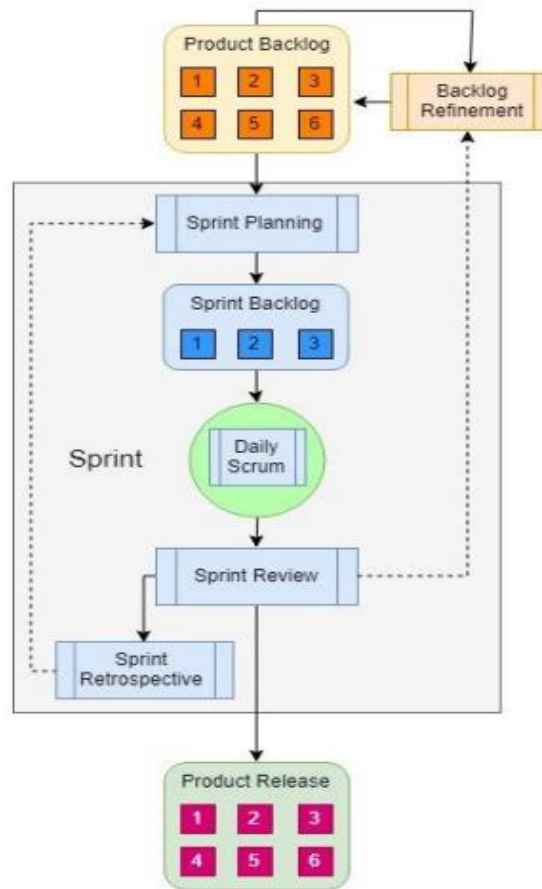 Product Backlog
1 2 3
4 5 6
Backlog
Refinement
Sprint Planning
Sprint Backlog
1 2 3
Daily
Scrum
Sprint
Sprint Review
Sprint
Retrospective
Product Release
1 2 3
4 5 6